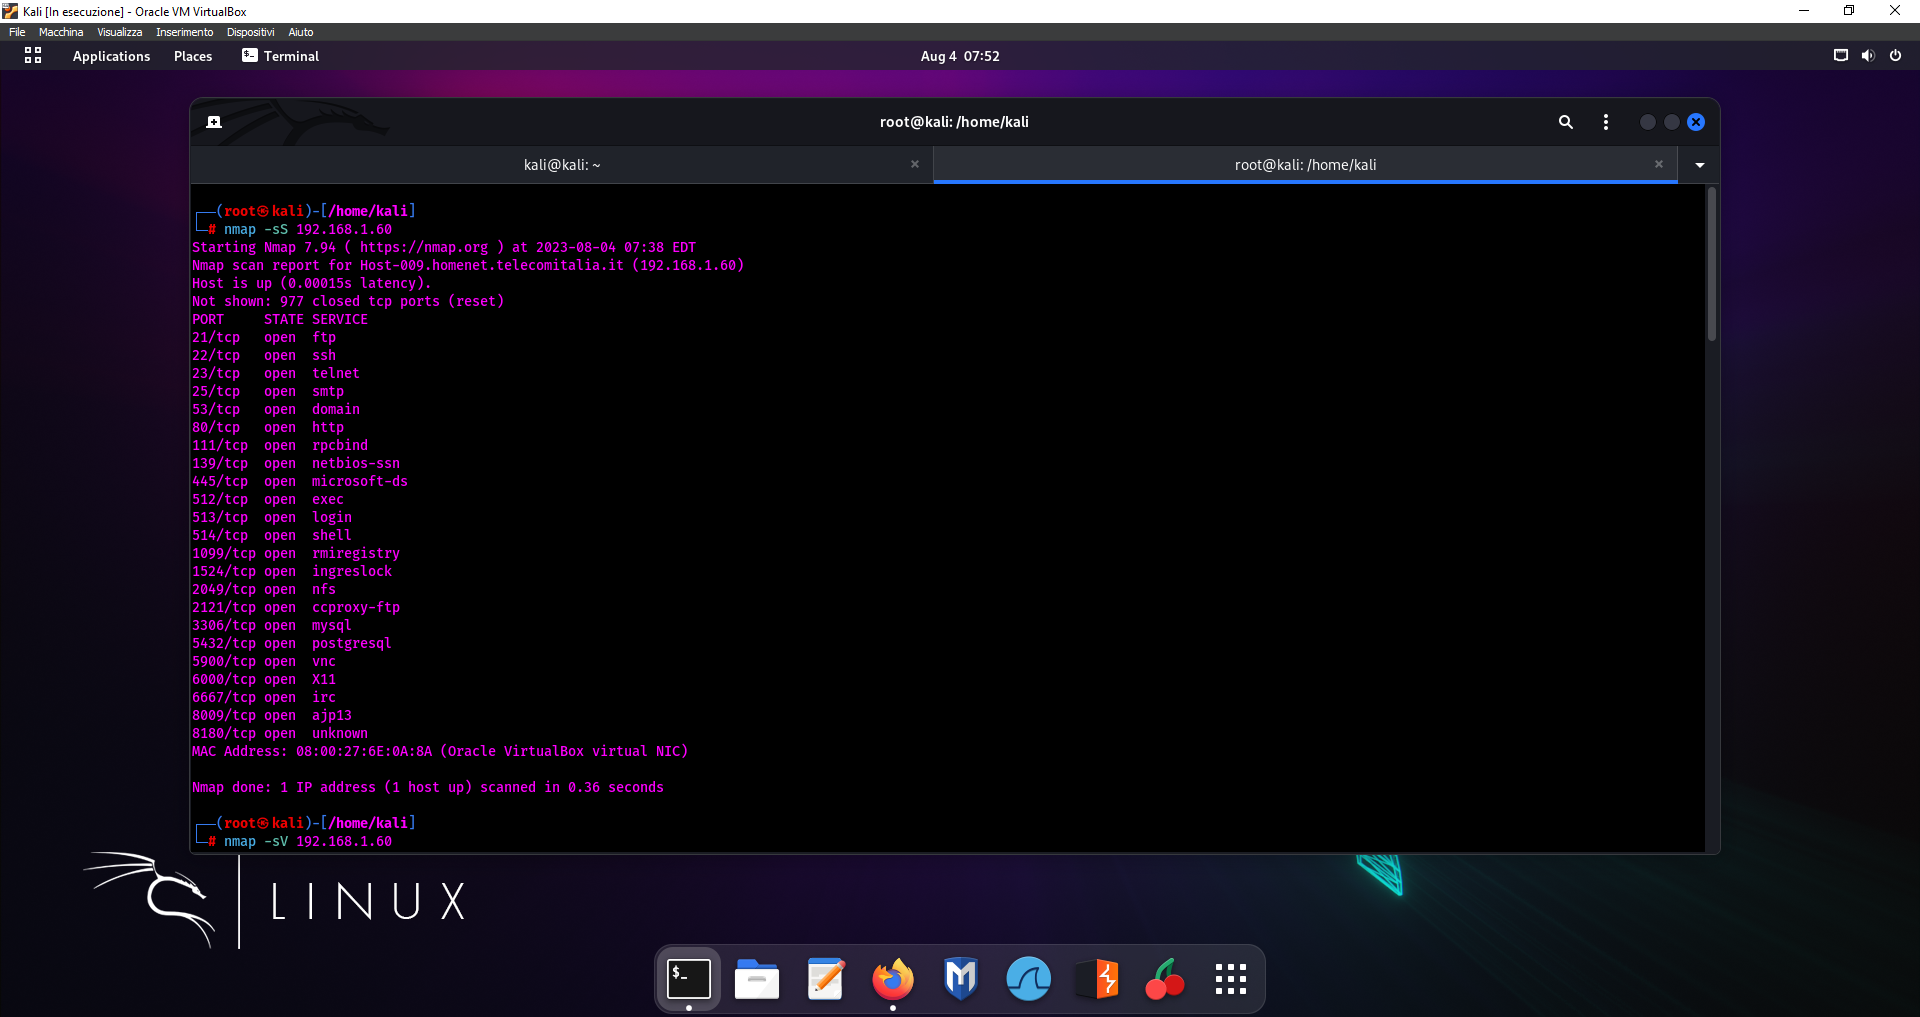 Kali [In esecuzione] - Oracle VM VirtualBox
File Macchina Visualizza Inserimento Dispositivi Aiuto
Applications Places $_ Terminal Aug 4 07:52
root@kali: /home/kali
kali@kali: ~ × root@kali: /home/kali ×
┌──(root㉿kali)-[/home/kali]
└─# nmap -sS 192.168.1.60
Starting Nmap 7.94 ( https://nmap.org ) at 2023-08-04 07:38 EDT
Nmap scan report for Host-009.homenet.telecomitalia.it (192.168.1.60)
Host is up (0.00015s latency).
Not shown: 977 closed tcp ports (reset)
PORT     STATE SERVICE
21/tcp   open  ftp
22/tcp   open  ssh
23/tcp   open  telnet
25/tcp   open  smtp
53/tcp   open  domain
80/tcp   open  http
111/tcp  open  rpcbind
139/tcp  open  netbios-ssn
445/tcp  open  microsoft-ds
512/tcp  open  exec
513/tcp  open  login
514/tcp  open  shell
1099/tcp open  rmiregistry
1524/tcp open  ingreslock
2049/tcp open  nfs
2121/tcp open  ccproxy-ftp
3306/tcp open  mysql
5432/tcp open  postgresql
5900/tcp open  vnc
6000/tcp open  X11
6667/tcp open  irc
8009/tcp open  ajp13
8180/tcp open  unknown
MAC Address: 08:00:27:6E:0A:8A (Oracle VirtualBox virtual NIC)
Nmap done: 1 IP address (1 host up) scanned in 0.36 seconds
┌──(root㉿kali)-[/home/kali]
└─# nmap -sV 192.168.1.60
LINUX
$_
M